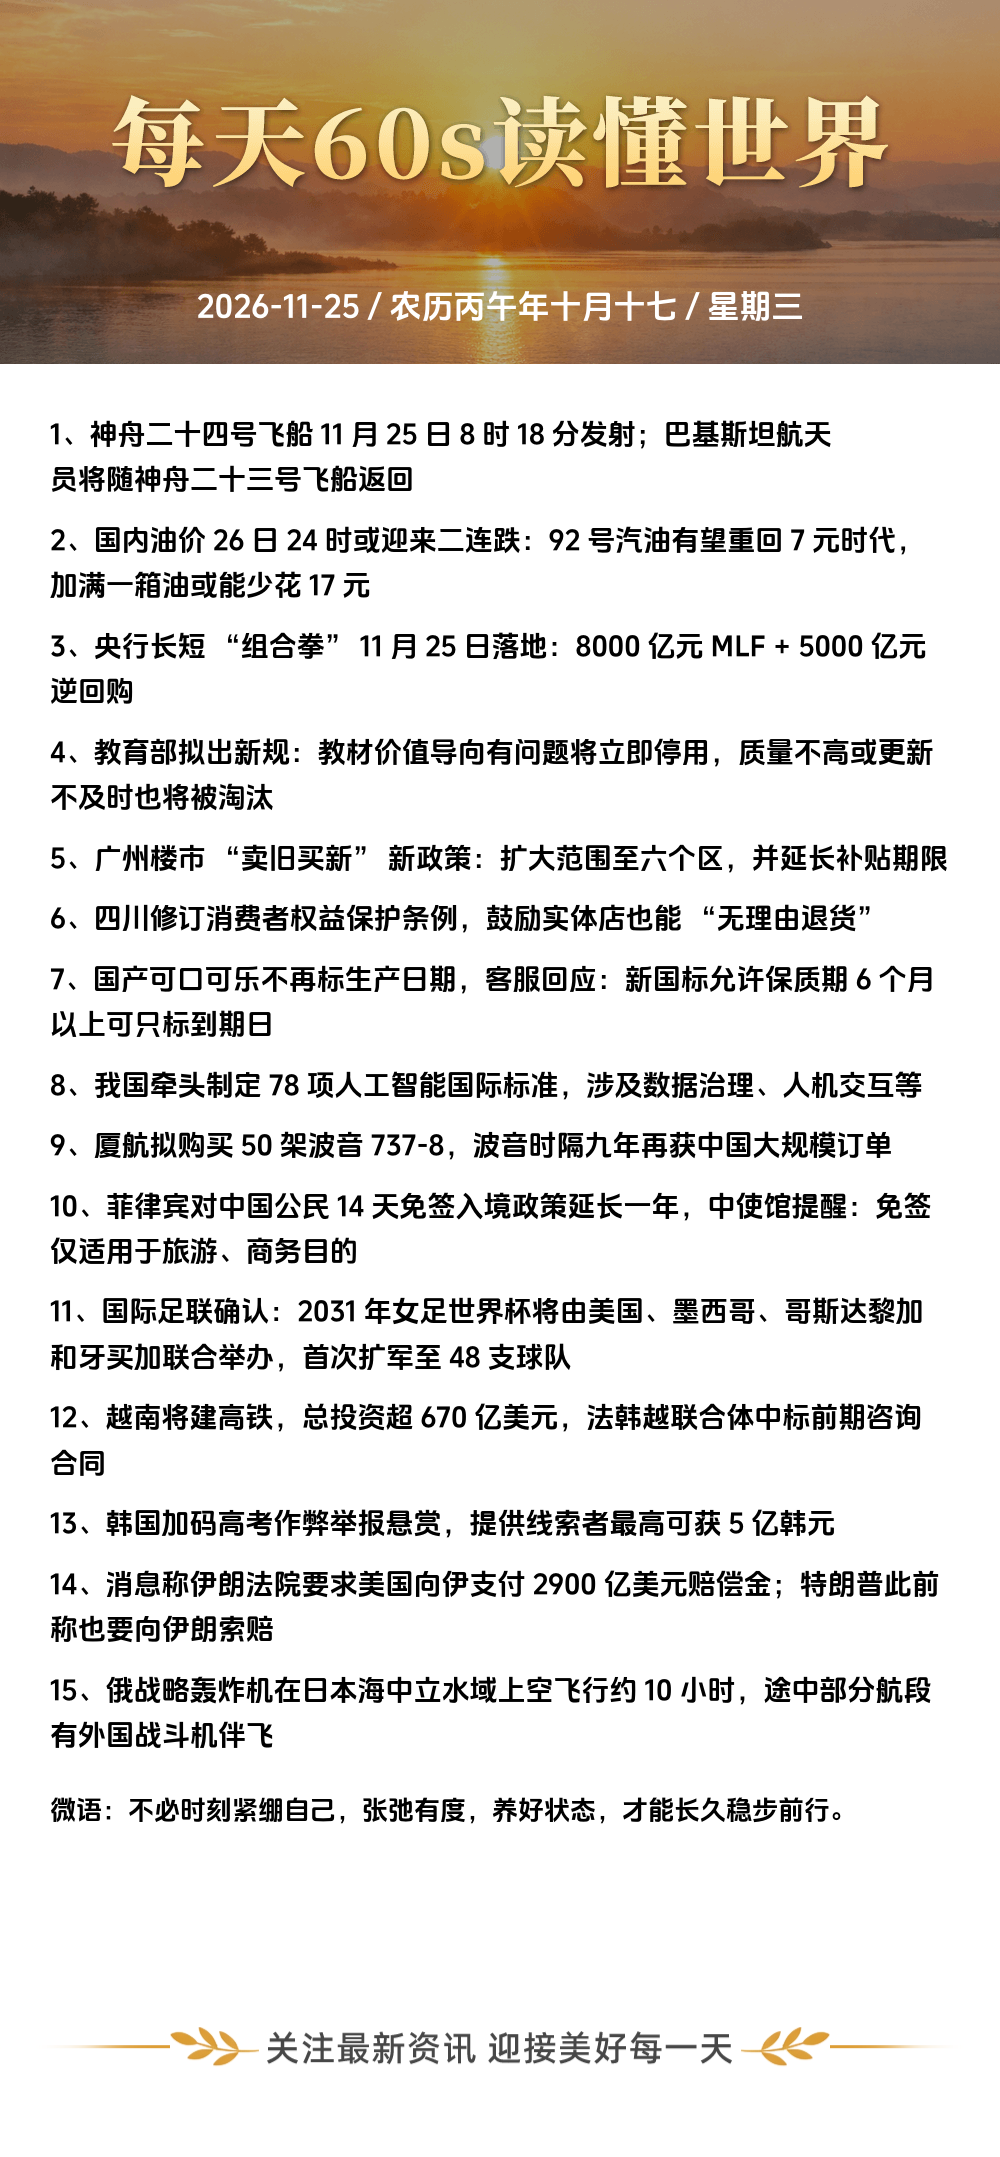 每天60s读懂世界
2026-11-25 / 农历丙午年十月十七 / 星期三
1、神舟二十四号飞船 11 月 25 日 8 时 18 分发射；巴基斯坦航天
员将随神舟二十三号飞船返回
2、国内油价 26 日 24 时或迎来二连跌：92 号汽油有望重回 7 元时代，
加满一箱油或能少花 17 元
3、央行长短 “组合拳” 11 月 25 日落地：8000 亿元 MLF + 5000 亿元
逆回购
4、教育部拟出新规：教材价值导向有问题将立即停用，质量不高或更新
不及时也将被淘汰
5、广州楼市 “卖旧买新” 新政策：扩大范围至六个区，并延长补贴期限
6、四川修订消费者权益保护条例，鼓励实体店也能 “无理由退货”
7、国产可口可乐不再标生产日期，客服回应：新国标允许保质期 6 个月
以上可只标到期日
8、我国牵头制定 78 项人工智能国际标准，涉及数据治理、人机交互等
9、厦航拟购买 50 架波音 737-8，波音时隔九年再获中国大规模订单
10、菲律宾对中国公民 14 天免签入境政策延长一年，中使馆提醒：免签
仅适用于旅游、商务目的
11、国际足联确认：2031 年女足世界杯将由美国、墨西哥、哥斯达黎加
和牙买加联合举办，首次扩军至 48 支球队
12、越南将建高铁，总投资超 670 亿美元，法韩越联合体中标前期咨询
合同
13、韩国加码高考作弊举报悬赏，提供线索者最高可获 5 亿韩元
14、消息称伊朗法院要求美国向伊支付 2900 亿美元赔偿金；特朗普此前
称也要向伊朗索赔
15、俄战略轰炸机在日本海中立水域上空飞行约 10 小时，途中部分航段
有外国战斗机伴飞
微语：不必时刻紧绷自己，张弛有度，养好状态，才能长久稳步前行。
关注最新资讯 迎接美好每一天